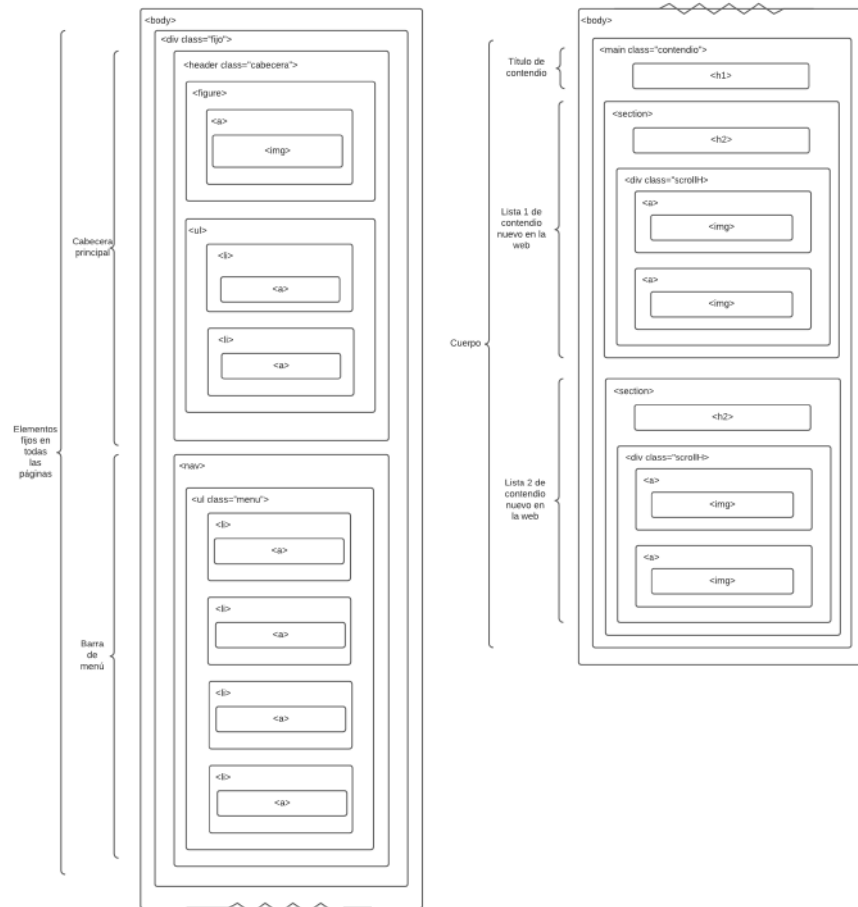 <body>
<div class="fijo">
<header class="cabecera">
<figure>
<a>
<img>
<ul>
<li>
<a>
<li>
<a>
Cabecera
principal
<nav>
<ul class="menu">
<li>
<a>
<li>
<a>
<li>
<a>
<li>
<a>
Barra
de
menú
Elementos
fijos en
todas
las
páginas
<body>
<main class="contendio">
Título de
contendio
<h1>
<section>
<h2>
<div class="scrollH>
<a>
<img>
<a>
<img>
Lista 1 de
contendio
nuevo en la
web
Cuerpo
<section>
<h2>
<div class="scrollH>
<a>
<img>
<a>
<img>
Lista 2 de
contendio
nuevo en
la web